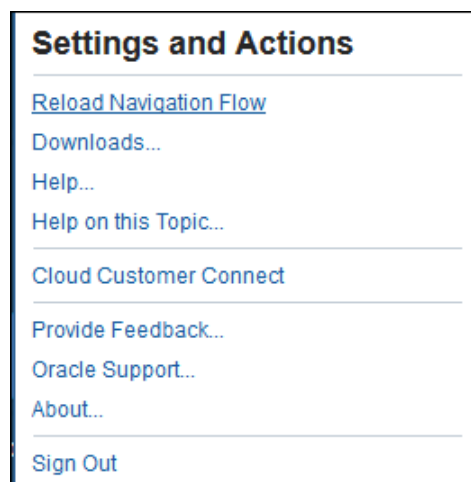 Settings and Actions
Reload Navigation Flow
Downloads...
Help...
Help on this Topic...
Cloud Customer Connect
Provide Feedback...
Oracle Support...
About...
Sign Out